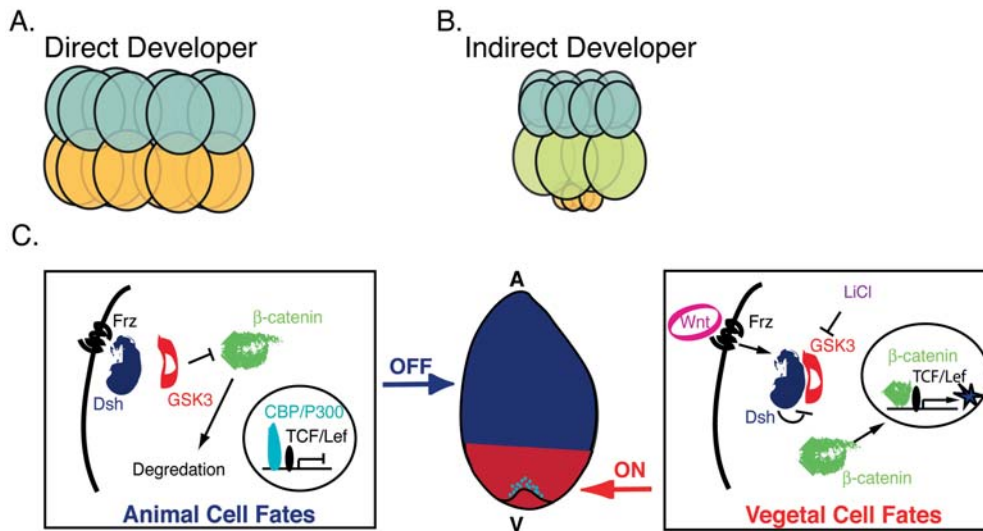 A.
Direct Developer
B.
Indirect Developer
C.
Frz
β-catenin
Dsh
GSK3
CBP/P300
TCF/Lef
Degredation
Animal Cell Fates
OFF
A
ON
V
LiCl
Wnt
Frz
GSK3
β-catenin
TCF/Lef
Dsh
β-catenin
Vegetal Cell Fates